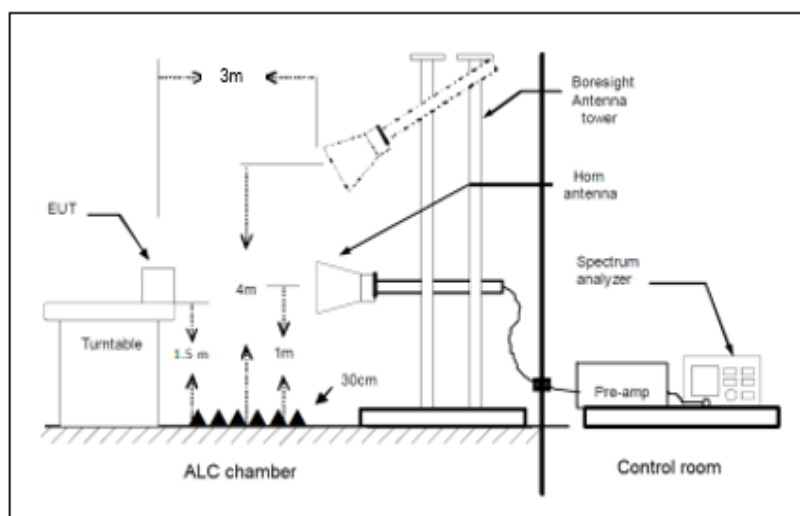 3m
Boresight
Antenna
tower
Horn
antenna
EUT
Spectrum
analyzer
4m
Turntable
1.5 m
1m
30cm
Pre-amp
ALC chamber
Control room